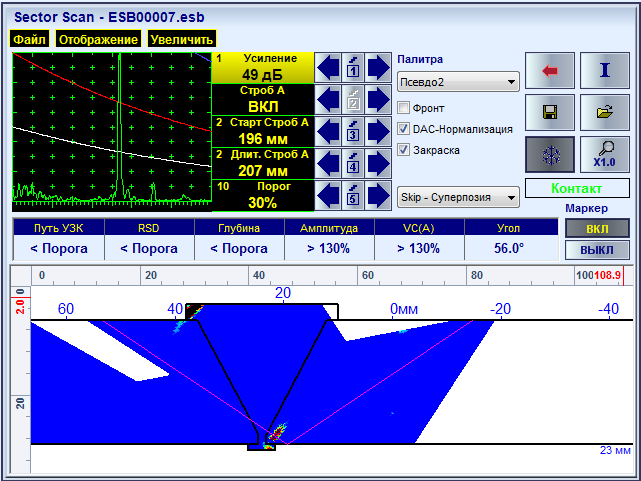 Sector Scan - ESB00007.esb
Файл Отображение Увеличить
1 Усиление
49 дБ
1
Строб А
ВКЛ
2
2 Старт Строб А
196 мм
3
2 Длит. Строб А
207 мм
4
10 Порог
30%
5
Палитра
Псевдо2
Фронт
DAC-Нормализация
Закраска
Skip - Суперпозия
I
X1.0
Контакт
Маркер
ВКЛ
ВЫКЛ
Путь УЗК RSD Глубина Амплитуда VC(A) Угол
< Порога < Порога < Порога > 130% > 130% 56.0°
0 20 40 60 80 100 108.9
0
2.0
20
60 40 20 0мм -20 -40
23 мм